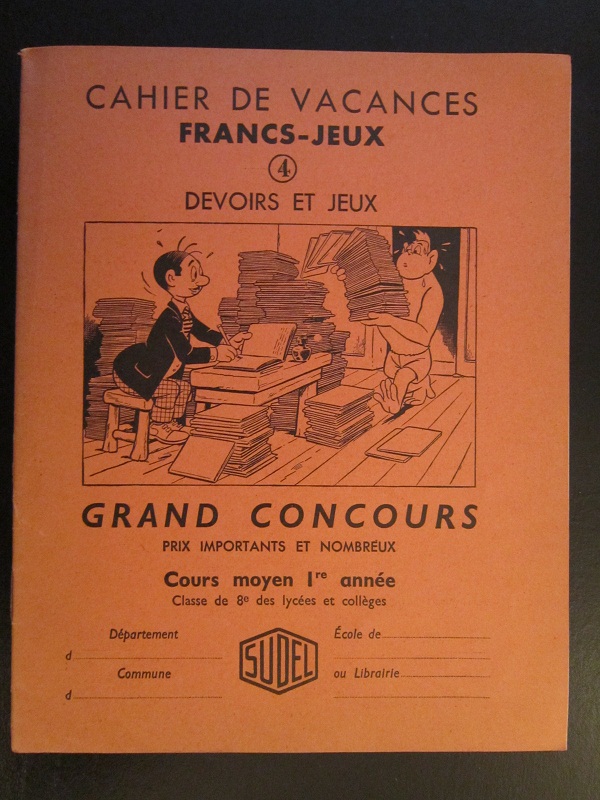 CAHIER DE VACANCES
FRANCS-JEUX
4
DEVOIRS ET JEUX
GRAND CONCOURS
PRIX IMPORTANTS ET NOMBREUX
Cours moyen 1re année
Classe de 8e des lycées et collèges
Département
d
Commune
d
SUDEL
École de
ou Librairie